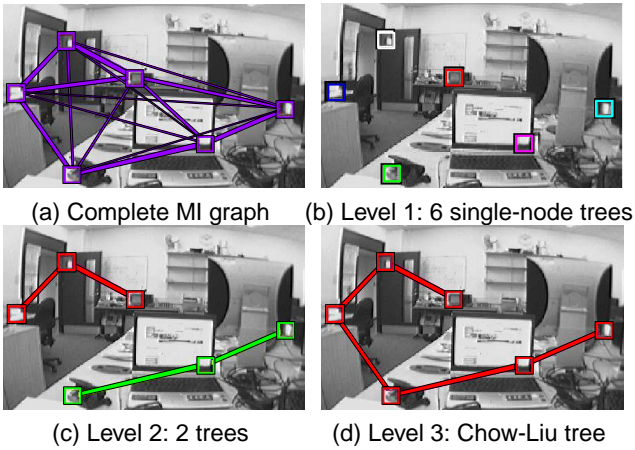 (a) Complete MI graph
(b) Level 1: 6 single-node trees
(c) Level 2: 2 trees
(d) Level 3: Chow-Liu tree